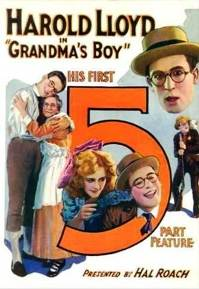 HAROLD LLOYD
IN
"GRANDMA'S BOY"
HIS FIRST
5
PART
FEATURE
PRESENTED BY HAL ROACH